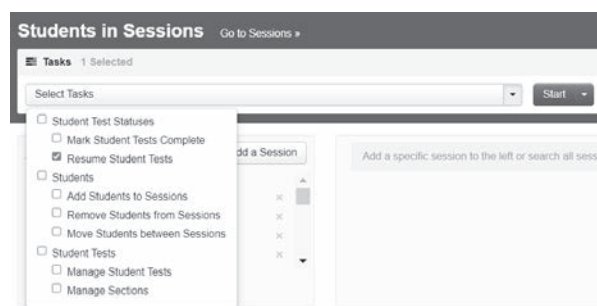 Students in Sessions Go to Sessions »
Tasks 1 Selected
Select Tasks Start
Student Test Statuses
Mark Student Tests Complete
Resume Student Tests
Students
Add Students to Sessions
Remove Students from Sessions
Move Students between Sessions
Student Tests
Manage Student Tests
Manage Sections
dd a Session
Add a specific session to the left or search all sess